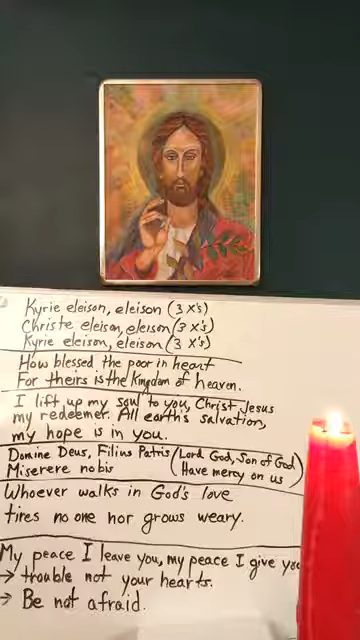 Kyrie eleison, eleison (3 x's)
Christe eleison, eleison (3 x's)
Kyrie eleison, eleison (3 x's)
How blessed the poor in heart
For theirs is the Kingdom of heaven.
I lift up my soul to you, Christ Jesus
my redeemer. All earth's salvation,
my hope is in you.
Domine Deus, Filius Patris (Lord God, Son of God
Miserere nobis Have mercy on us)
Whoever walks in God's love
tires no one nor grows weary.
My peace I leave you, my peace I give you
→ trouble not your hearts.
→ Be not afraid.